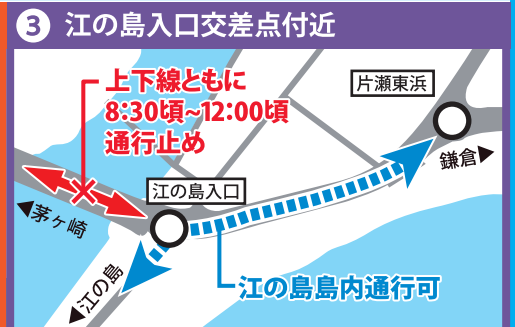 3 江の島入口交差点付近
上下線ともに
8:30頃~12:00頃
通行止め
片瀬東浜
鎌倉▶
江の島入口
◀茅ヶ崎
◀江の島
江の島島内通行可